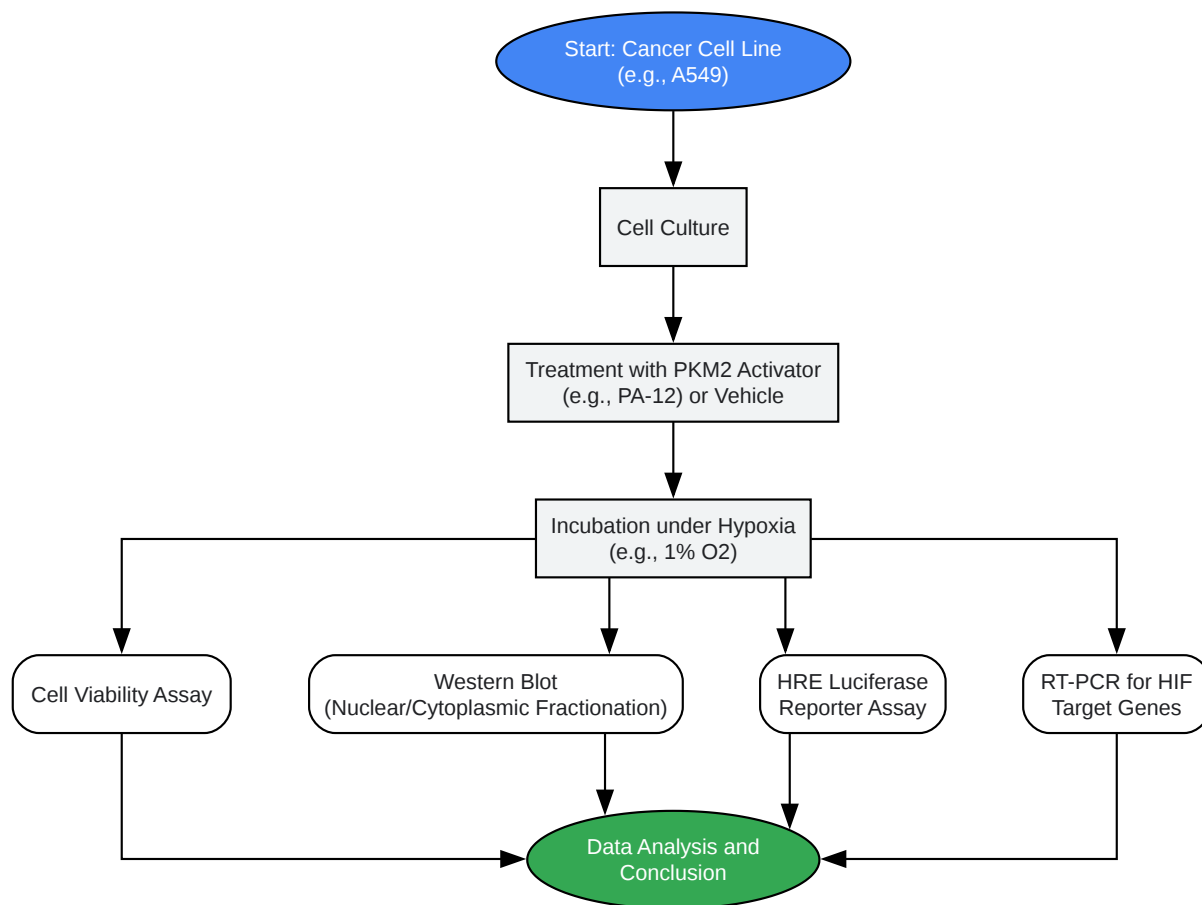 Start: Cancer Cell Line
(e.g., A549)
Cell Culture
Treatment with PKM2 Activator
(e.g., PA-12) or Vehicle
Incubation under Hypoxia
(e.g., 1% O2)
Cell Viability Assay
Western Blot
(Nuclear/Cytoplasmic Fractionation)
HRE Luciferase
Reporter Assay
RT-PCR for HIF
Target Genes
Data Analysis and
Conclusion